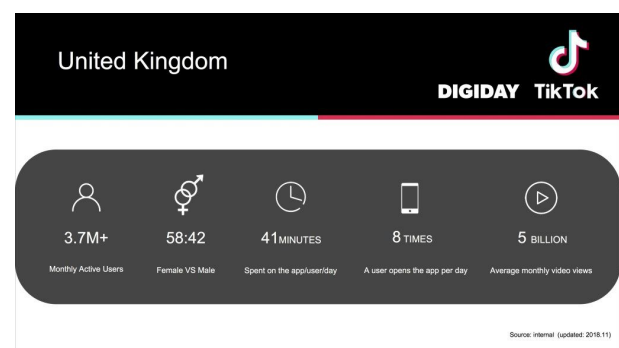 United Kingdom
DIGIDAY TikTok
3.7M+
58:42
41MINUTES
8 TIMES
5 BILLION
Monthly Active Users
Female VS Male
Spent on the app/user/day
A user opens the app per day
Average monthly video views
Source: internal (updated: 2018.11)